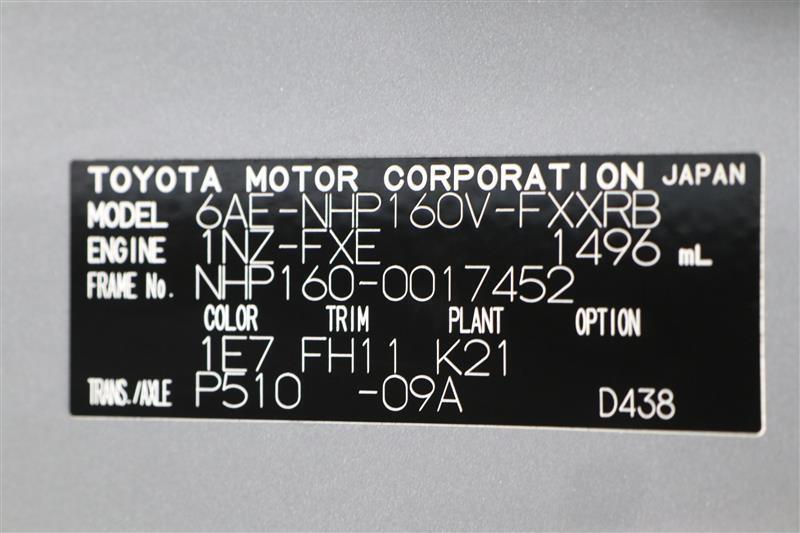 TOYOTA MOTOR CORPORATION JAPAN
MODEL 6AE-NHP160V-FXXRB
ENGINE 1NZ-FXE 1496 mL
FRAME No. NHP160-0017452
COLOR TRIM PLANT OPTION
1E7 FH11 K21
TRANS./AXLE P510 -09A D438